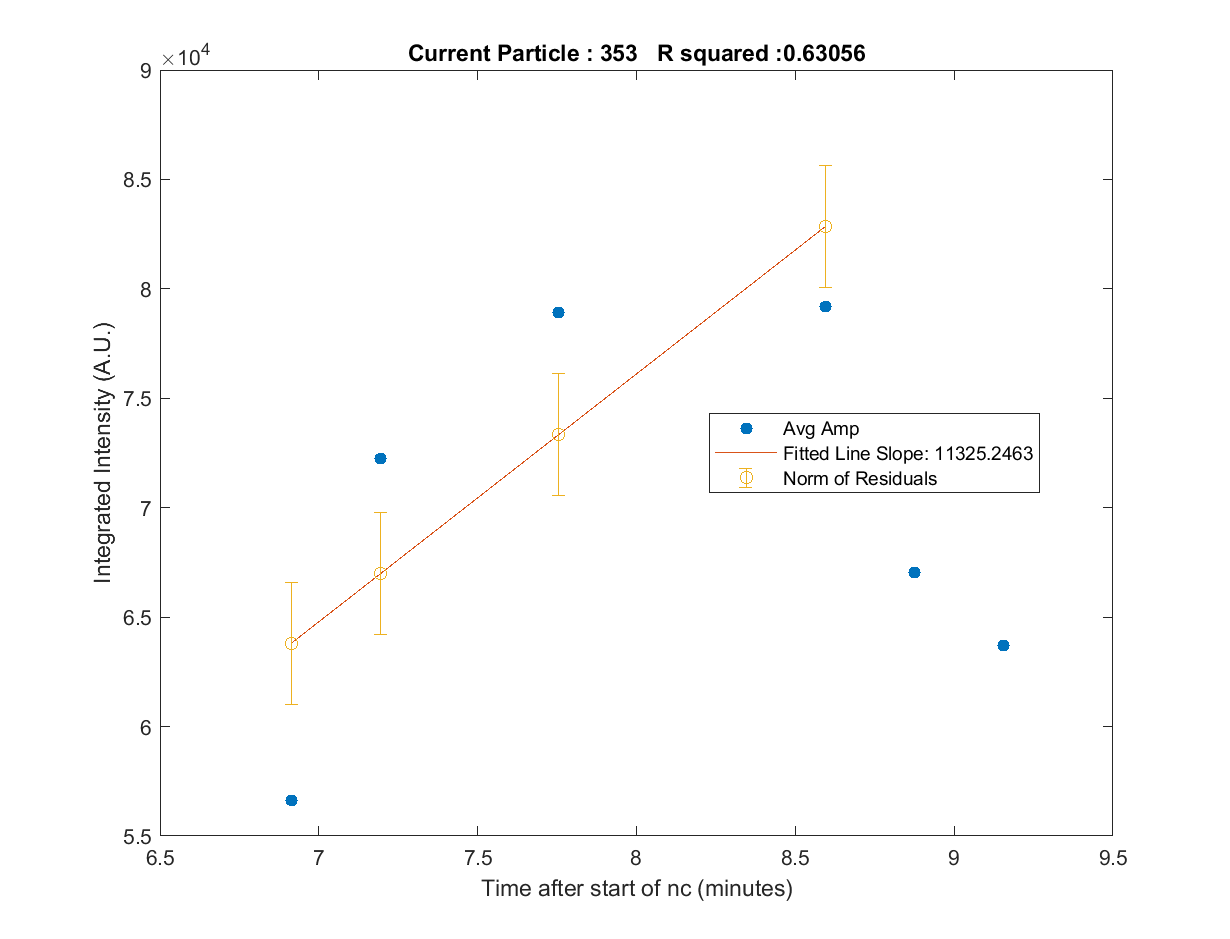 Current Particle : 353 R squared :0.63056
×10^4
9
8.5
8
7.5
7
6.5
6
5.5
Integrated Intensity (A.U.)
Avg Amp
Fitted Line Slope: 11325.2463
Norm of Residuals
6.5 7 7.5 8 8.5 9 9.5
Time after start of nc (minutes)